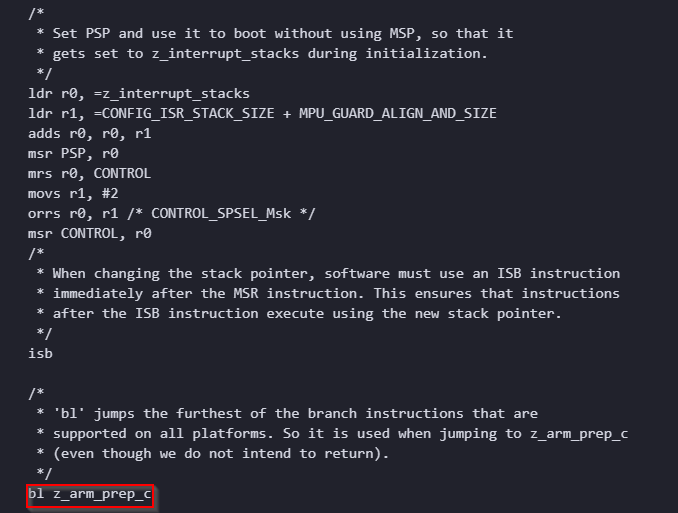 /*
* Set PSP and use it to boot without using MSP, so that it
* gets set to z_interrupt_stacks during initialization.
*/
ldr r0, =z_interrupt_stacks
ldr r1, =CONFIG_ISR_STACK_SIZE + MPU_GUARD_ALIGN_AND_SIZE
adds r0, r0, r1
msr PSP, r0
mrs r0, CONTROL
movs r1, #2
orrs r0, r1 /* CONTROL_SPSEL_Msk */
msr CONTROL, r0
/*
* When changing the stack pointer, software must use an ISB instruction
* immediately after the MSR instruction. This ensures that instructions
* after the ISB instruction execute using the new stack pointer.
*/
isb
/*
* 'bl' jumps the furthest of the branch instructions that are
* supported on all platforms. So it is used when jumping to z_arm_prep_c
* (even though we do not intend to return).
*/
bl z_arm_prep_c